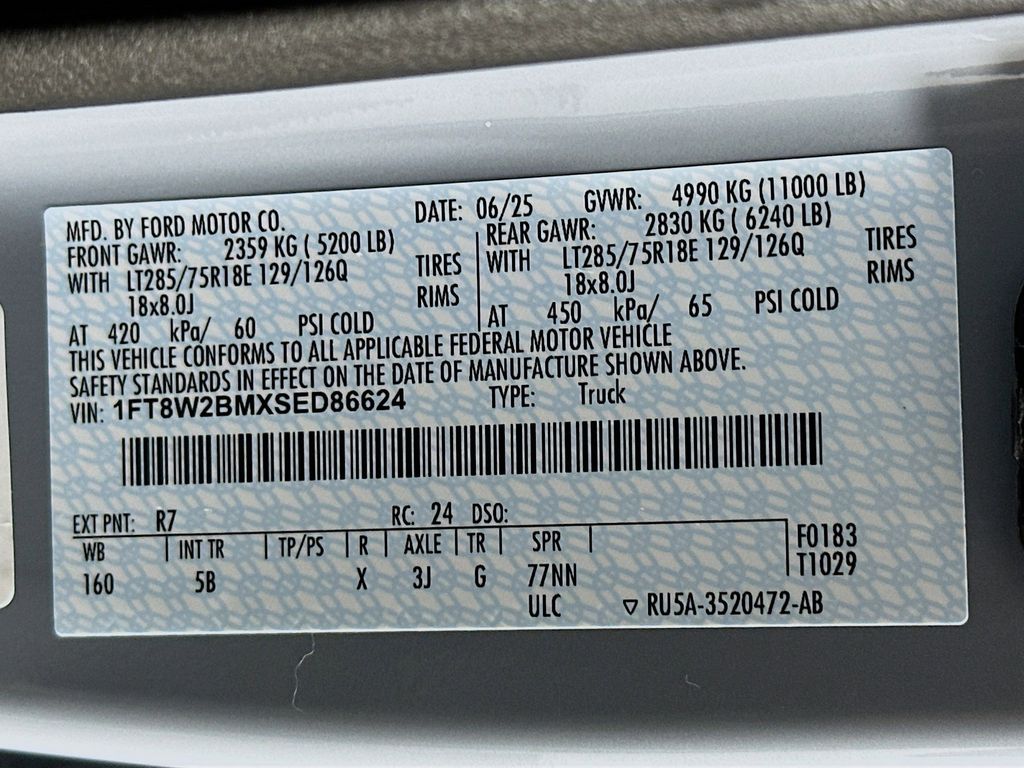 MFD. BY FORD MOTOR CO. DATE: 06/25 GVWR: 4990 KG (11000 LB)
FRONT GAWR: 2359 KG ( 5200 LB) REAR GAWR: 2830 KG ( 6240 LB)
WITH LT285/75R18E 129/126Q TIRES WITH LT285/75R18E 129/126Q TIRES
18x8.0J RIMS 18x8.0J RIMS
AT 420 kPa/ 60 PSI COLD AT 450 kPa/ 65 PSI COLD
THIS VEHICLE CONFORMS TO ALL APPLICABLE FEDERAL MOTOR VEHICLE
SAFETY STANDARDS IN EFFECT ON THE DATE OF MANUFACTURE SHOWN ABOVE.
VIN: 1FT8W2BMXSED86624 TYPE: Truck
EXT PNT: R7 RC: 24 DSO:
WB INT TR TP/PS R AXLE TR SPR F0183
160 5B X 3J G 77NN T1029
ULC ▽ RU5A-3520472-AB